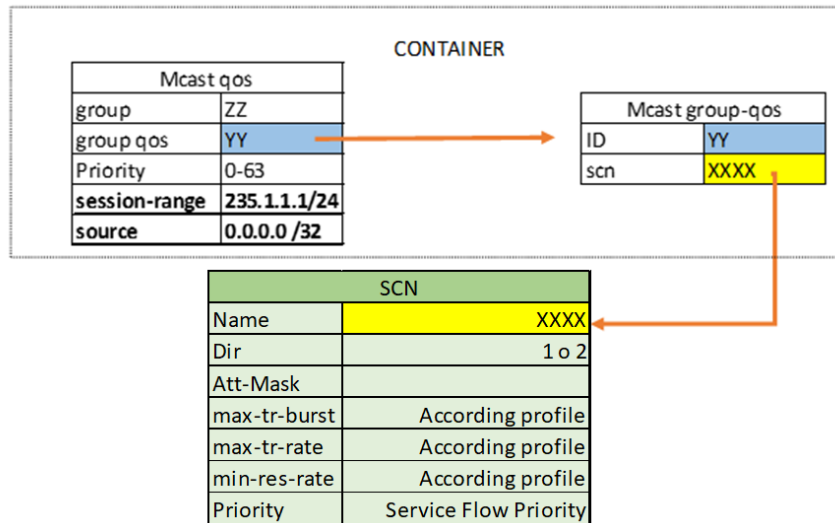 CONTAINER
Mcast qos
group ZZ
group qos YY
Priority 0-63
session-range 235.1.1.1/24
source 0.0.0.0 /32
Mcast group-qos
ID YY
scn XXXX
SCN
Name XXXX
Dir 1 o 2
Att-Mask
max-tr-burst According profile
max-tr-rate According profile
min-res-rate According profile
Priority Service Flow Priority